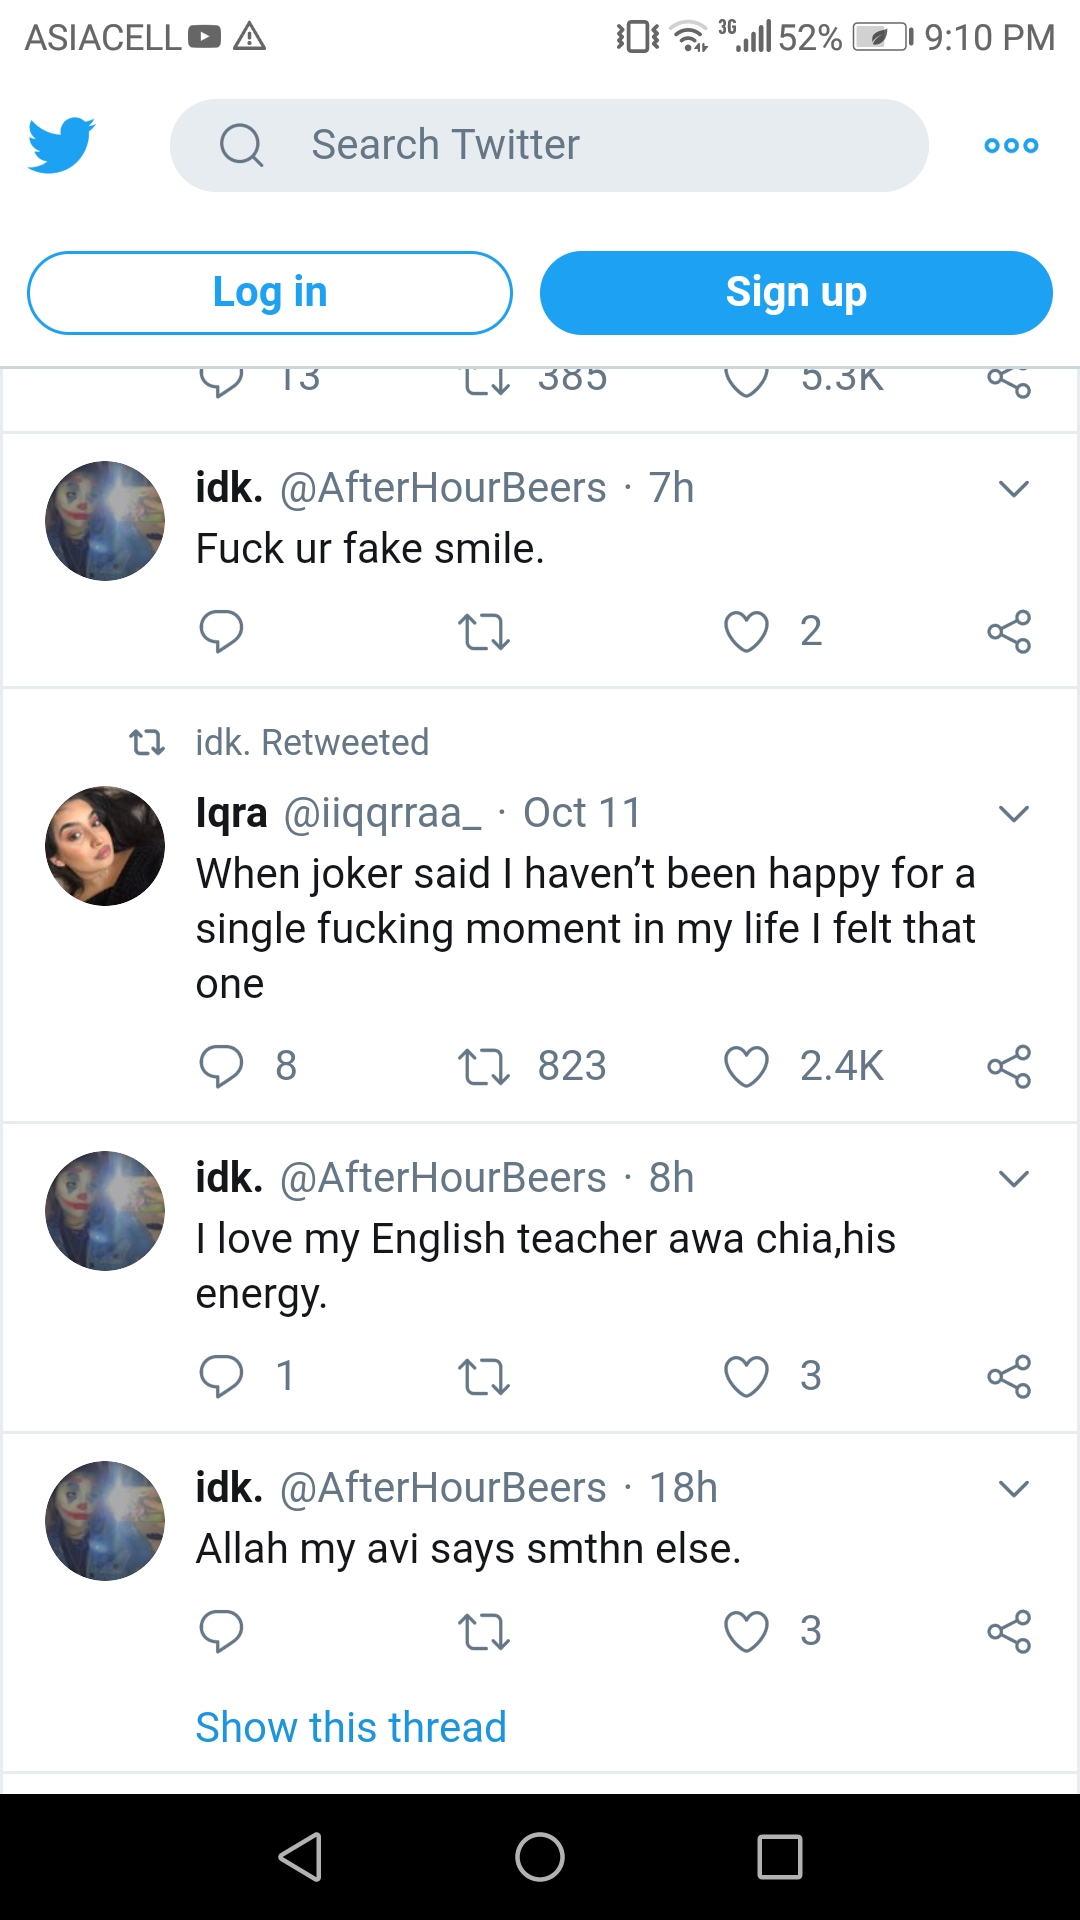 ASIACELL 3G 52% 9:10 PM
Search Twitter
Log in Sign up
13 385 5.3K
idk. @AfterHourBeers · 7h
Fuck ur fake smile.
2
idk. Retweeted
Iqra @iiqqrraa_ · Oct 11
When joker said I haven’t been happy for a
single fucking moment in my life I felt that
one
8 823 2.4K
idk. @AfterHourBeers · 8h
I love my English teacher awa chia,his
energy.
1 3
idk. @AfterHourBeers · 18h
Allah my avi says smthn else.
3
Show this thread